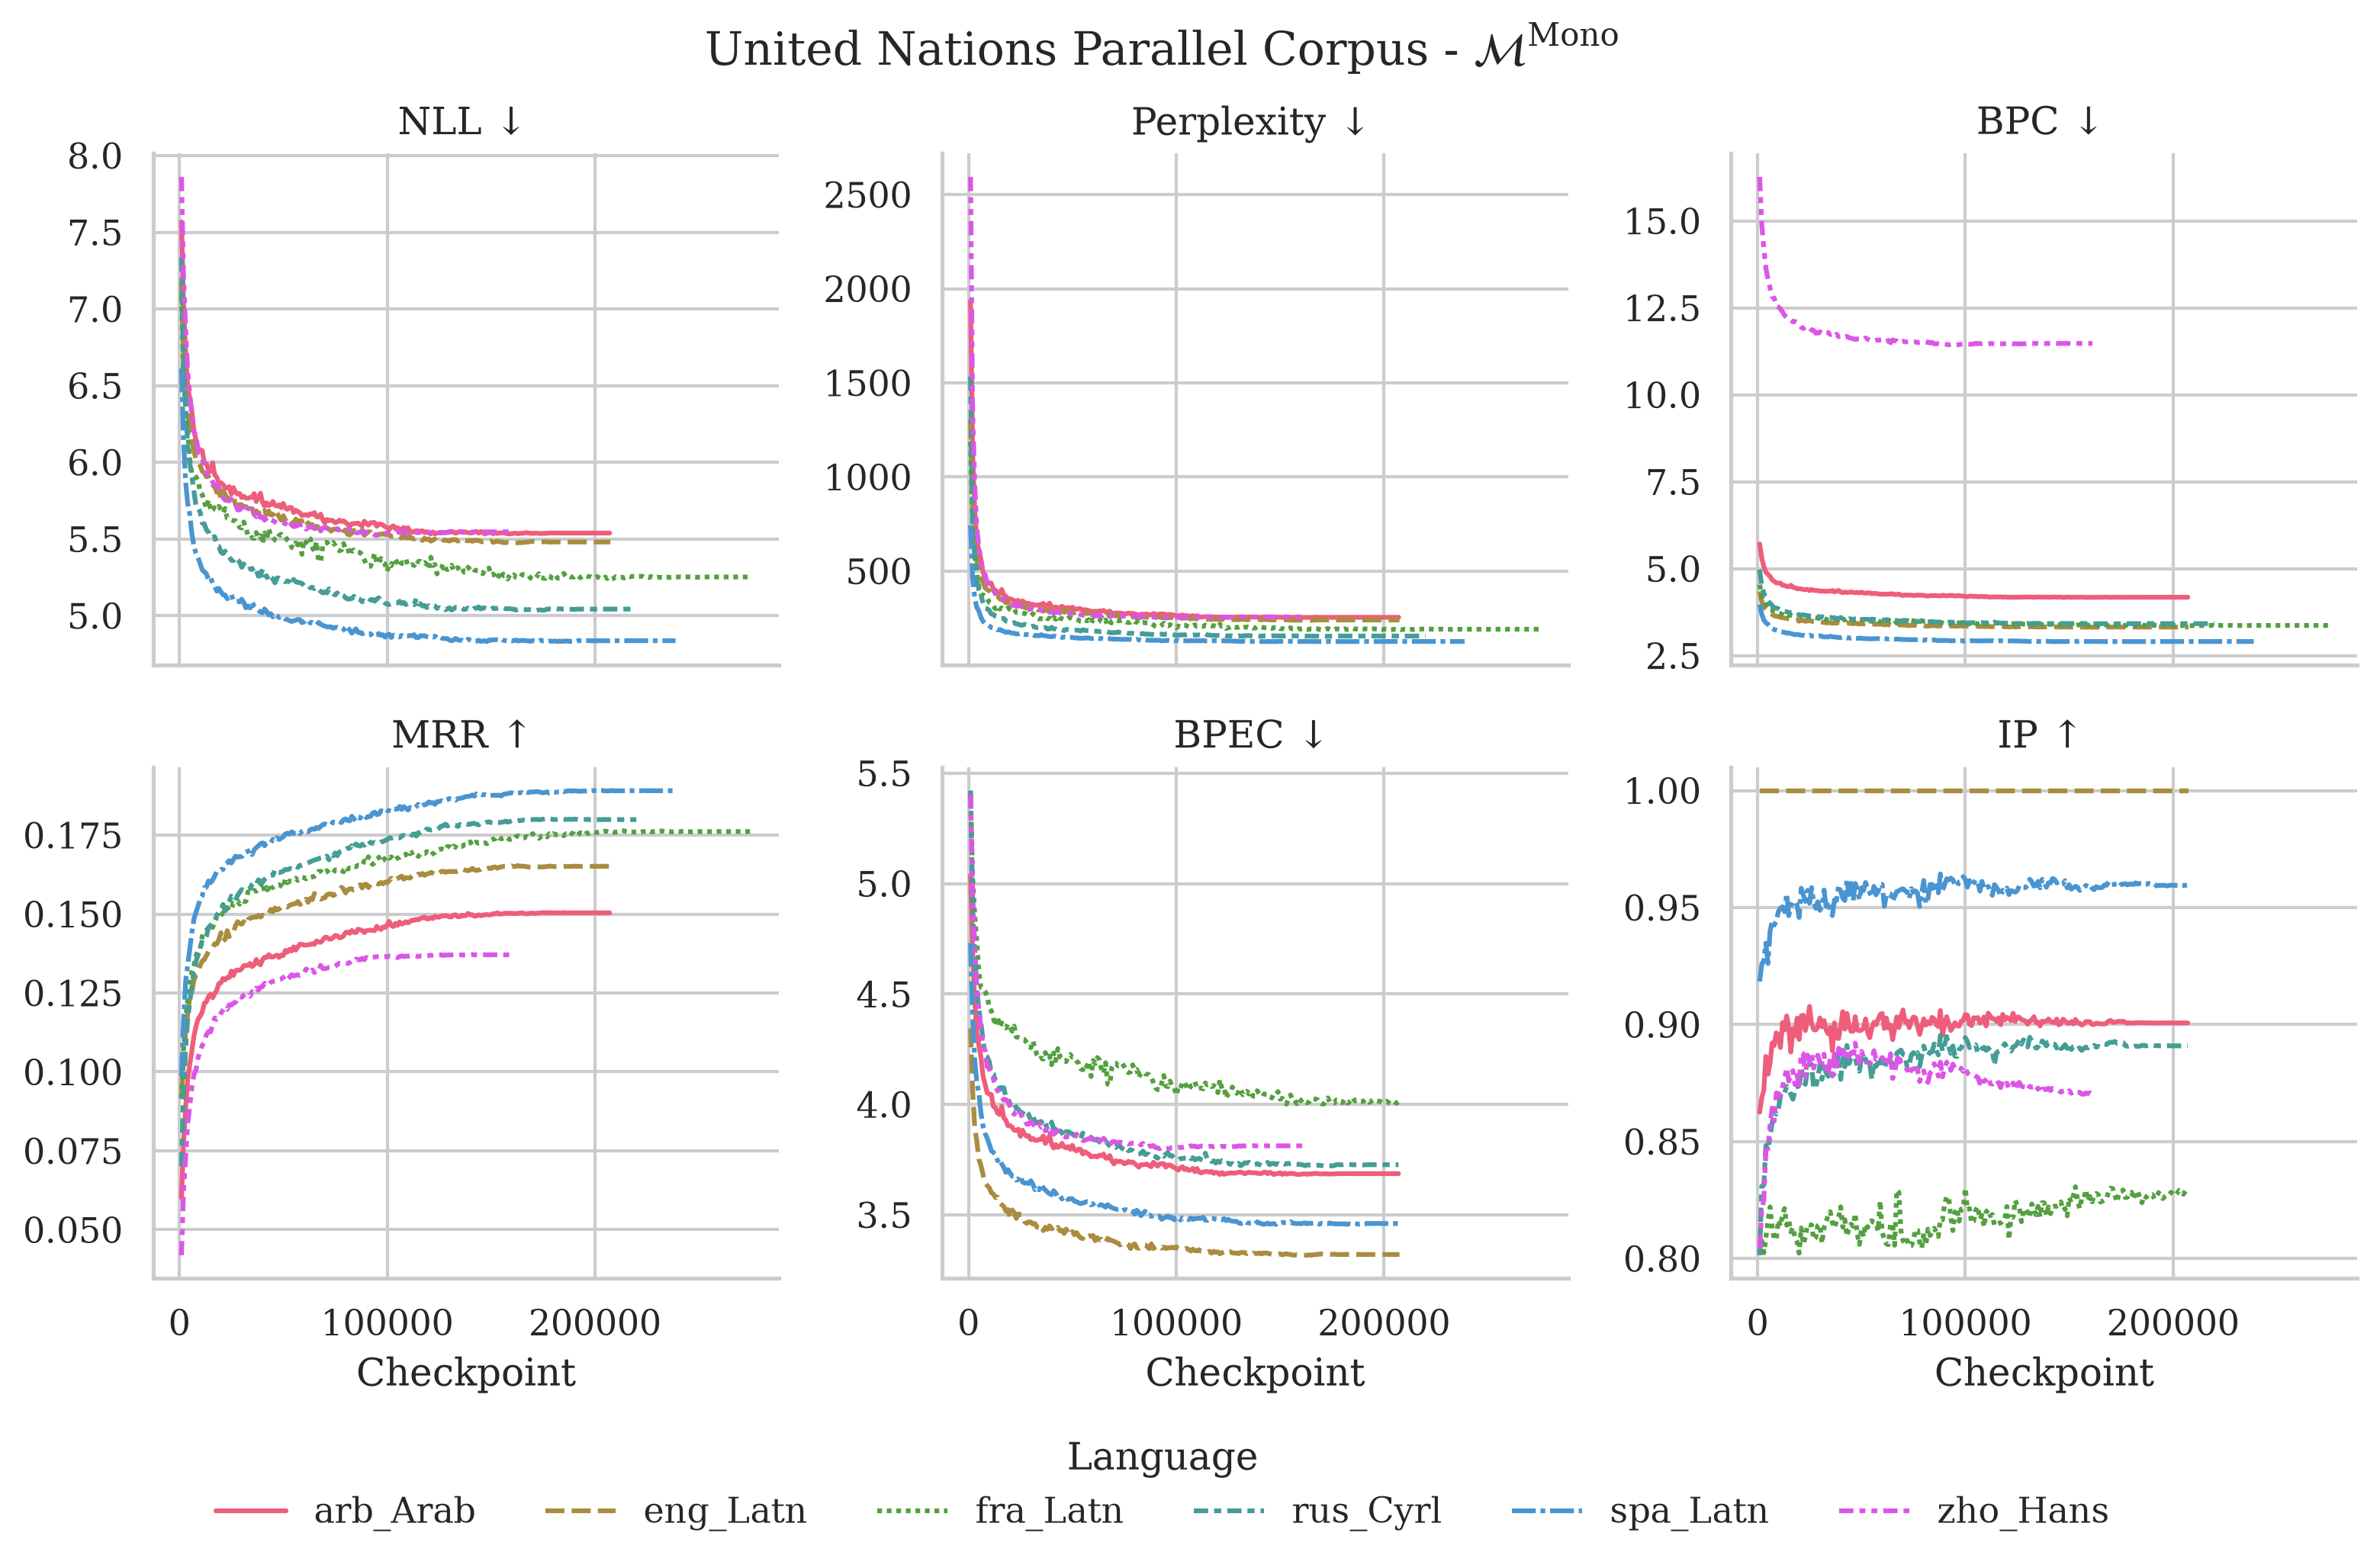 United Nations Parallel Corpus - ℳ^Mono
NLL ↓
8.0
7.5
7.0
6.5
6.0
5.5
5.0
Perplexity ↓
2500
2000
1500
1000
500
BPC ↓
15.0
12.5
10.0
7.5
5.0
2.5
MRR ↑
0.175
0.150
0.125
0.100
0.075
0.050
0 100000 200000
Checkpoint
BPEC ↓
5.5
5.0
4.5
4.0
3.5
0 100000 200000
Checkpoint
IP ↑
1.00
0.95
0.90
0.85
0.80
0 100000 200000
Checkpoint
Language
arb_Arab eng_Latn fra_Latn rus_Cyrl spa_Latn zho_Hans